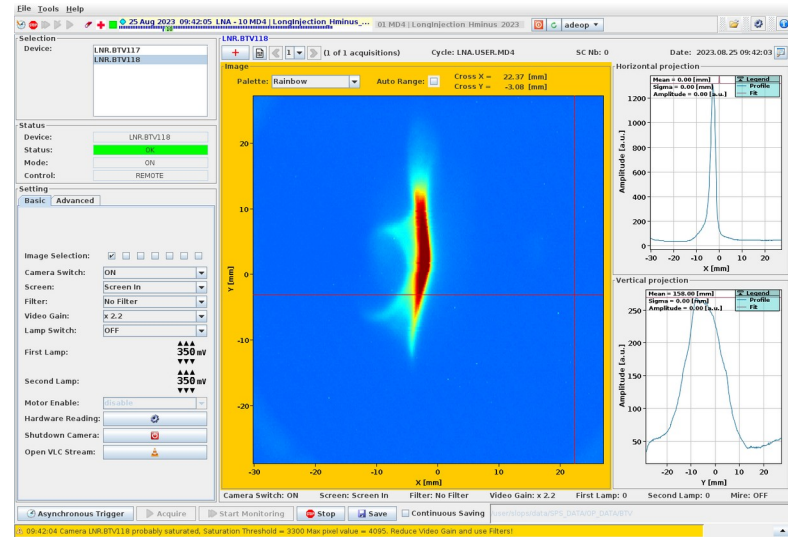 File Tools Help
25 Aug 2023 09:42:05 LNA - 10 MD4 | LongInjection Hminus_... 01 MD4 | LongInjection Hminus 2023 adeop
Selection
Device:
LNR.BTV117
LNR.BTV118
Status
Device: LNR.BTV118
Status: OK
Mode: ON
Control: REMOTE
Setting
Basic Advanced
Image Selection:
Camera Switch: ON
Screen: Screen In
Filter: No Filter
Video Gain: x 2.2
Lamp Switch: OFF
First Lamp: 350 mV
Second Lamp: 350 mV
Motor Enable: disable
Hardware Reading:
Shutdown Camera:
Open VLC Stream:
LNR.BTV118
1 (1 of 1 acquisitions) Cycle: LNA.USER.MD4 SC Nb: 0 Date: 2023.08.25 09:42:03
Image
Palette: Rainbow Auto Range: Cross X = 22.37 [mm]
Cross Y = -3.08 [mm]
20
10
0
-10
-20
Y [mm]
-30 -20 -10 0 10 20
X [mm]
Camera Switch: ON Screen: Screen In Filter: No Filter Video Gain: x 2.2 First Lamp: 0 Second Lamp: 0 Mire: OFF
Horizontal projection
Mean = 0.00 [mm]
Sigma = 0.00 [mm]
Amplitude = 0.00 [a.u.]
Legend
Profile
Fit
1200
1000
800
600
400
200
0
Amplitude [a.u.]
-30 -20 -10 0 10 20
X [mm]
Vertical projection
Mean = 158.00 [mm]
Sigma = 0.00 [mm]
Amplitude = 0.00 [a.u.]
Legend
Profile
Fit
250
200
150
100
50
Amplitude [a.u.]
-20 -10 0 10 20
Y [mm]
Asynchronous Trigger Acquire Start Monitoring Stop Save Continuous Saving
09:42:04 Camera LNR.BTV118 probably saturated, Saturation Threshold = 3300 Max pixel value = 4095. Reduce Video Gain and use Filters!